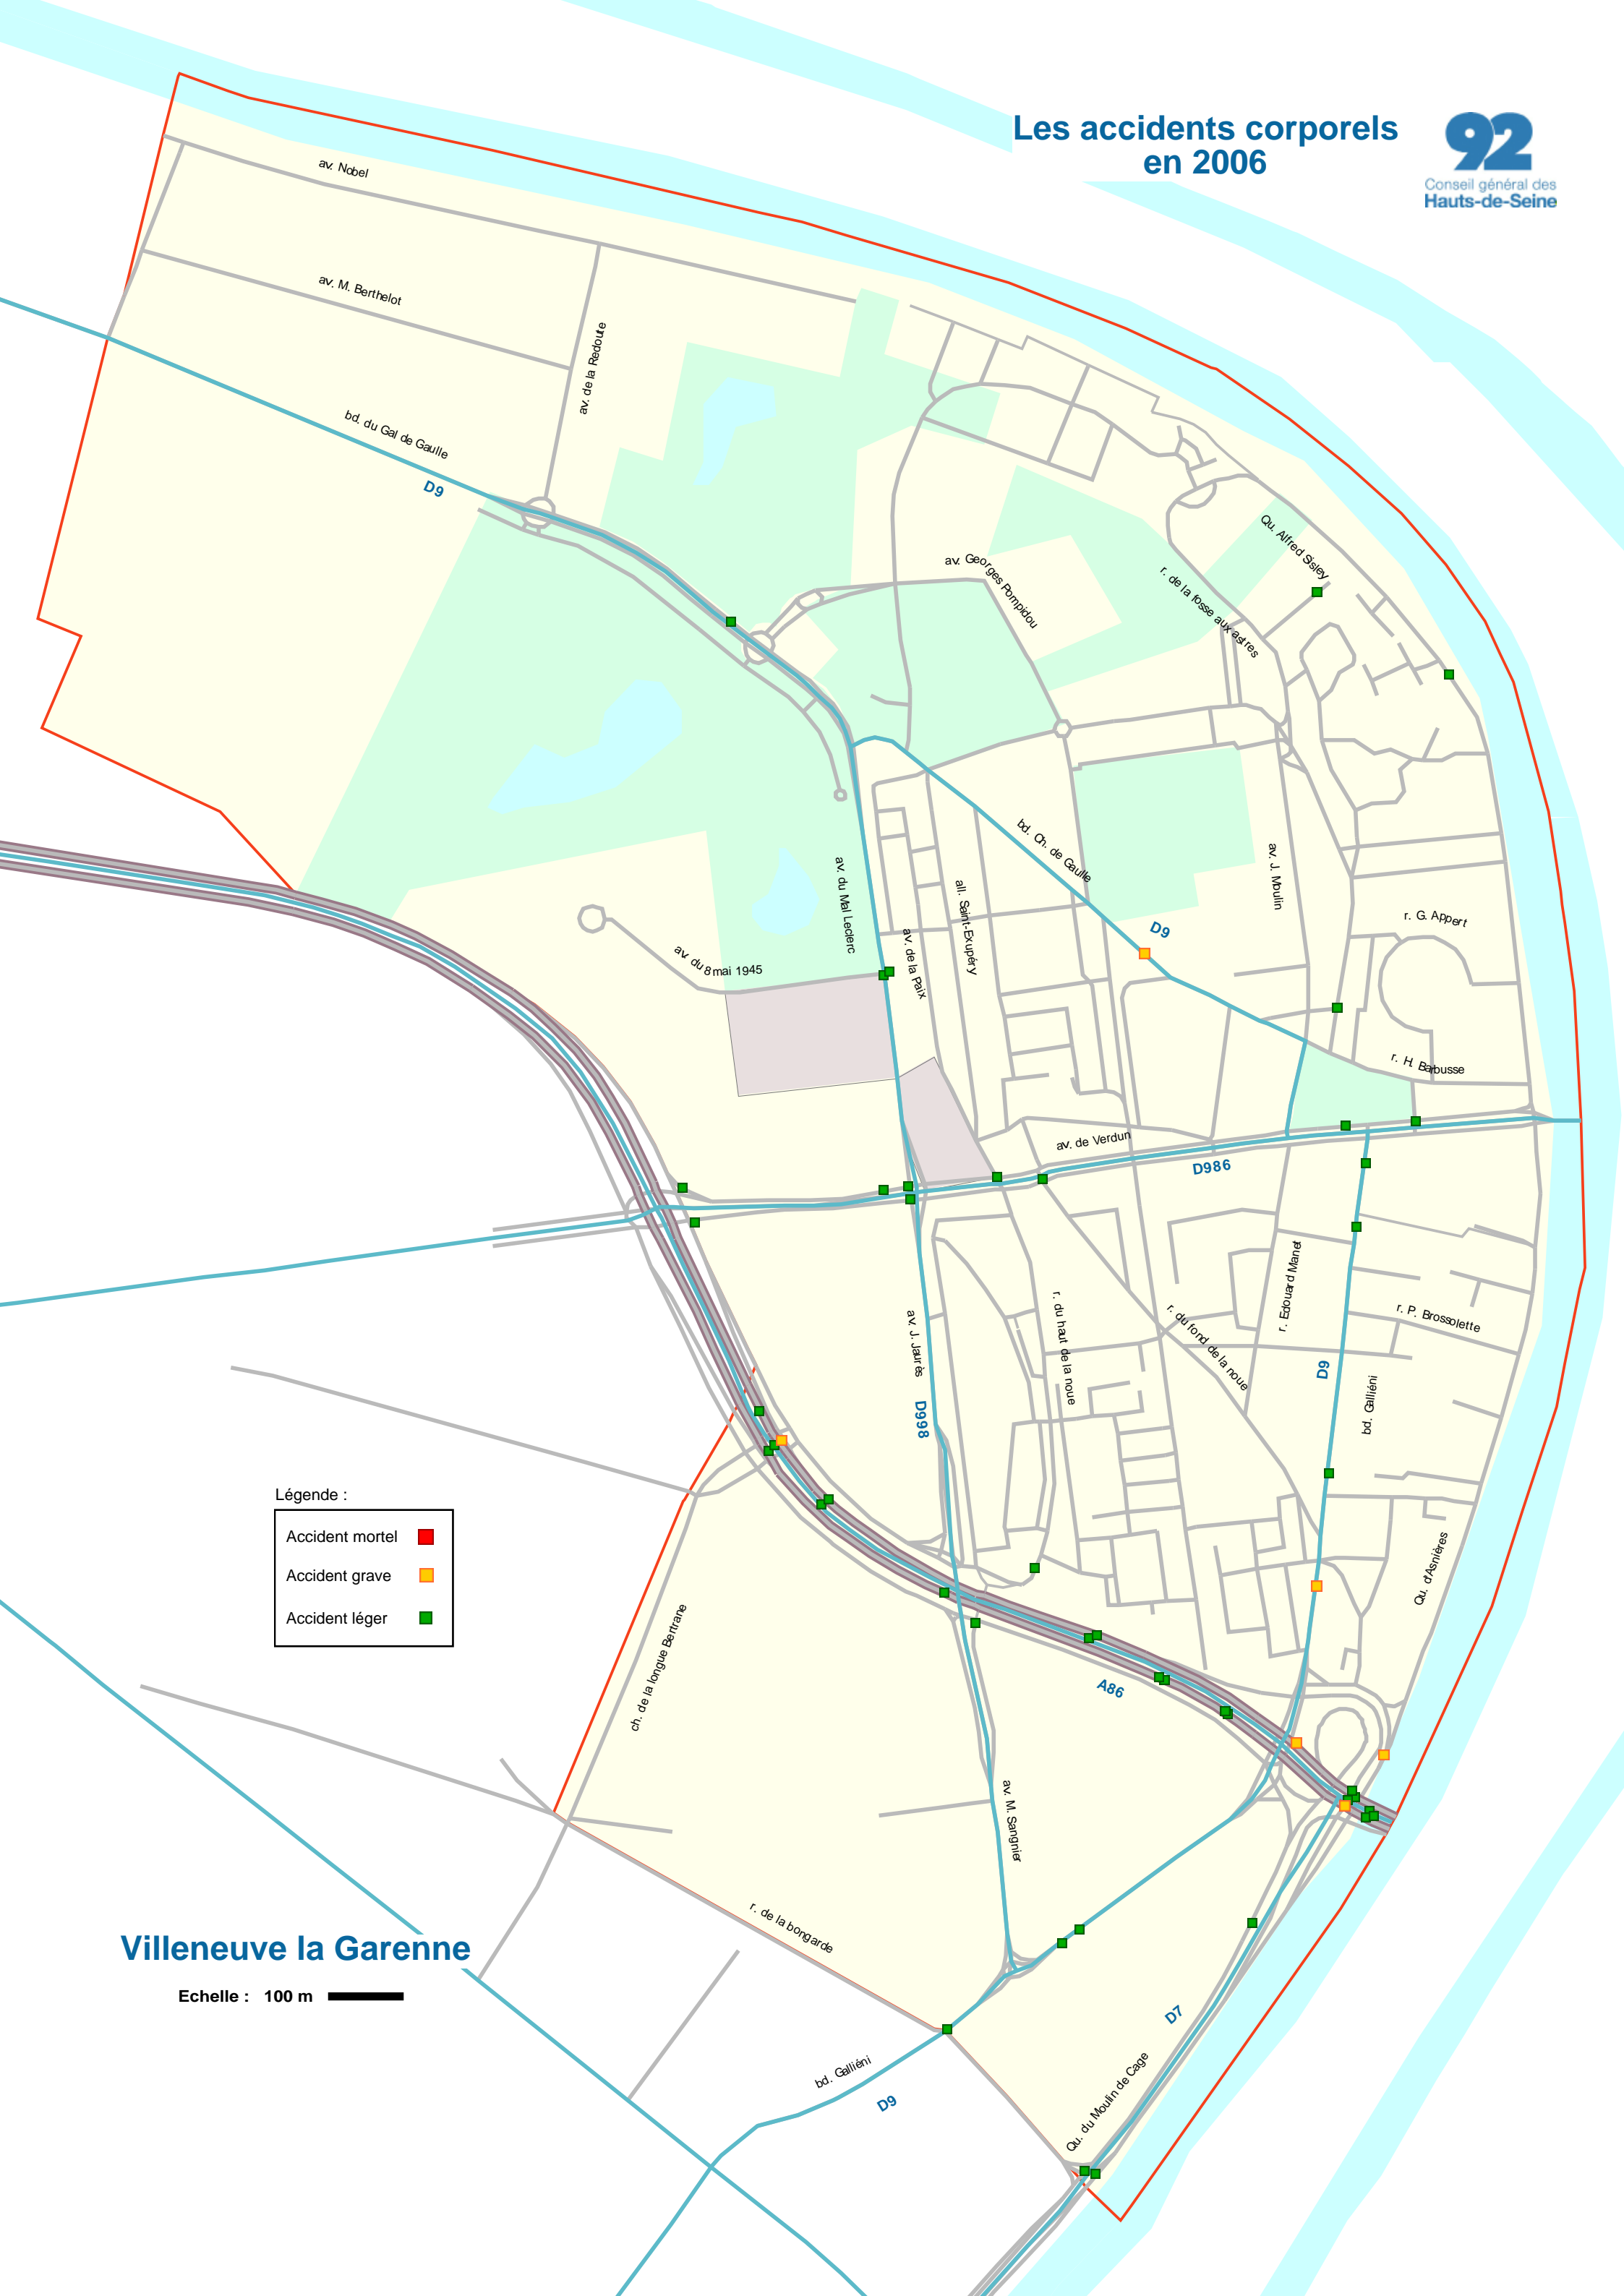 Les accidents corporels
en 2006
92
Conseil général des
Hauts-de-Seine
av. Nobel
av. M. Berthelot
av. de la Redoute
bd. du Gal de Gaulle
D9
av. Georges Pompidou
Qu. Alfred Sisley
r. de la fosse aux astres
bd. Ch. de Gaulle
av. J. Moulin
av. du Mal Leclerc
all. Saint-Exupéry
av. de la Paix
r. G. Appert
D9
av. du 8 mai 1945
r. H. Barbusse
av. de Verdun
D986
r. Edouard Manet
r. du haut de la noue
r. du fond de la noue
r. P. Brossolette
av. J. Jaurès
D9
bd. Galliéni
D998
Légende :
Accident mortel
Accident grave
Accident léger
Qu. d'Asnières
ch. de la longue Bertrane
A86
av. M. Sangnier
r. de la bongarde
Villeneuve la Garenne
Echelle : 100 m
D7
Qu. du Moulin de Cage
bd. Galliéni
D9